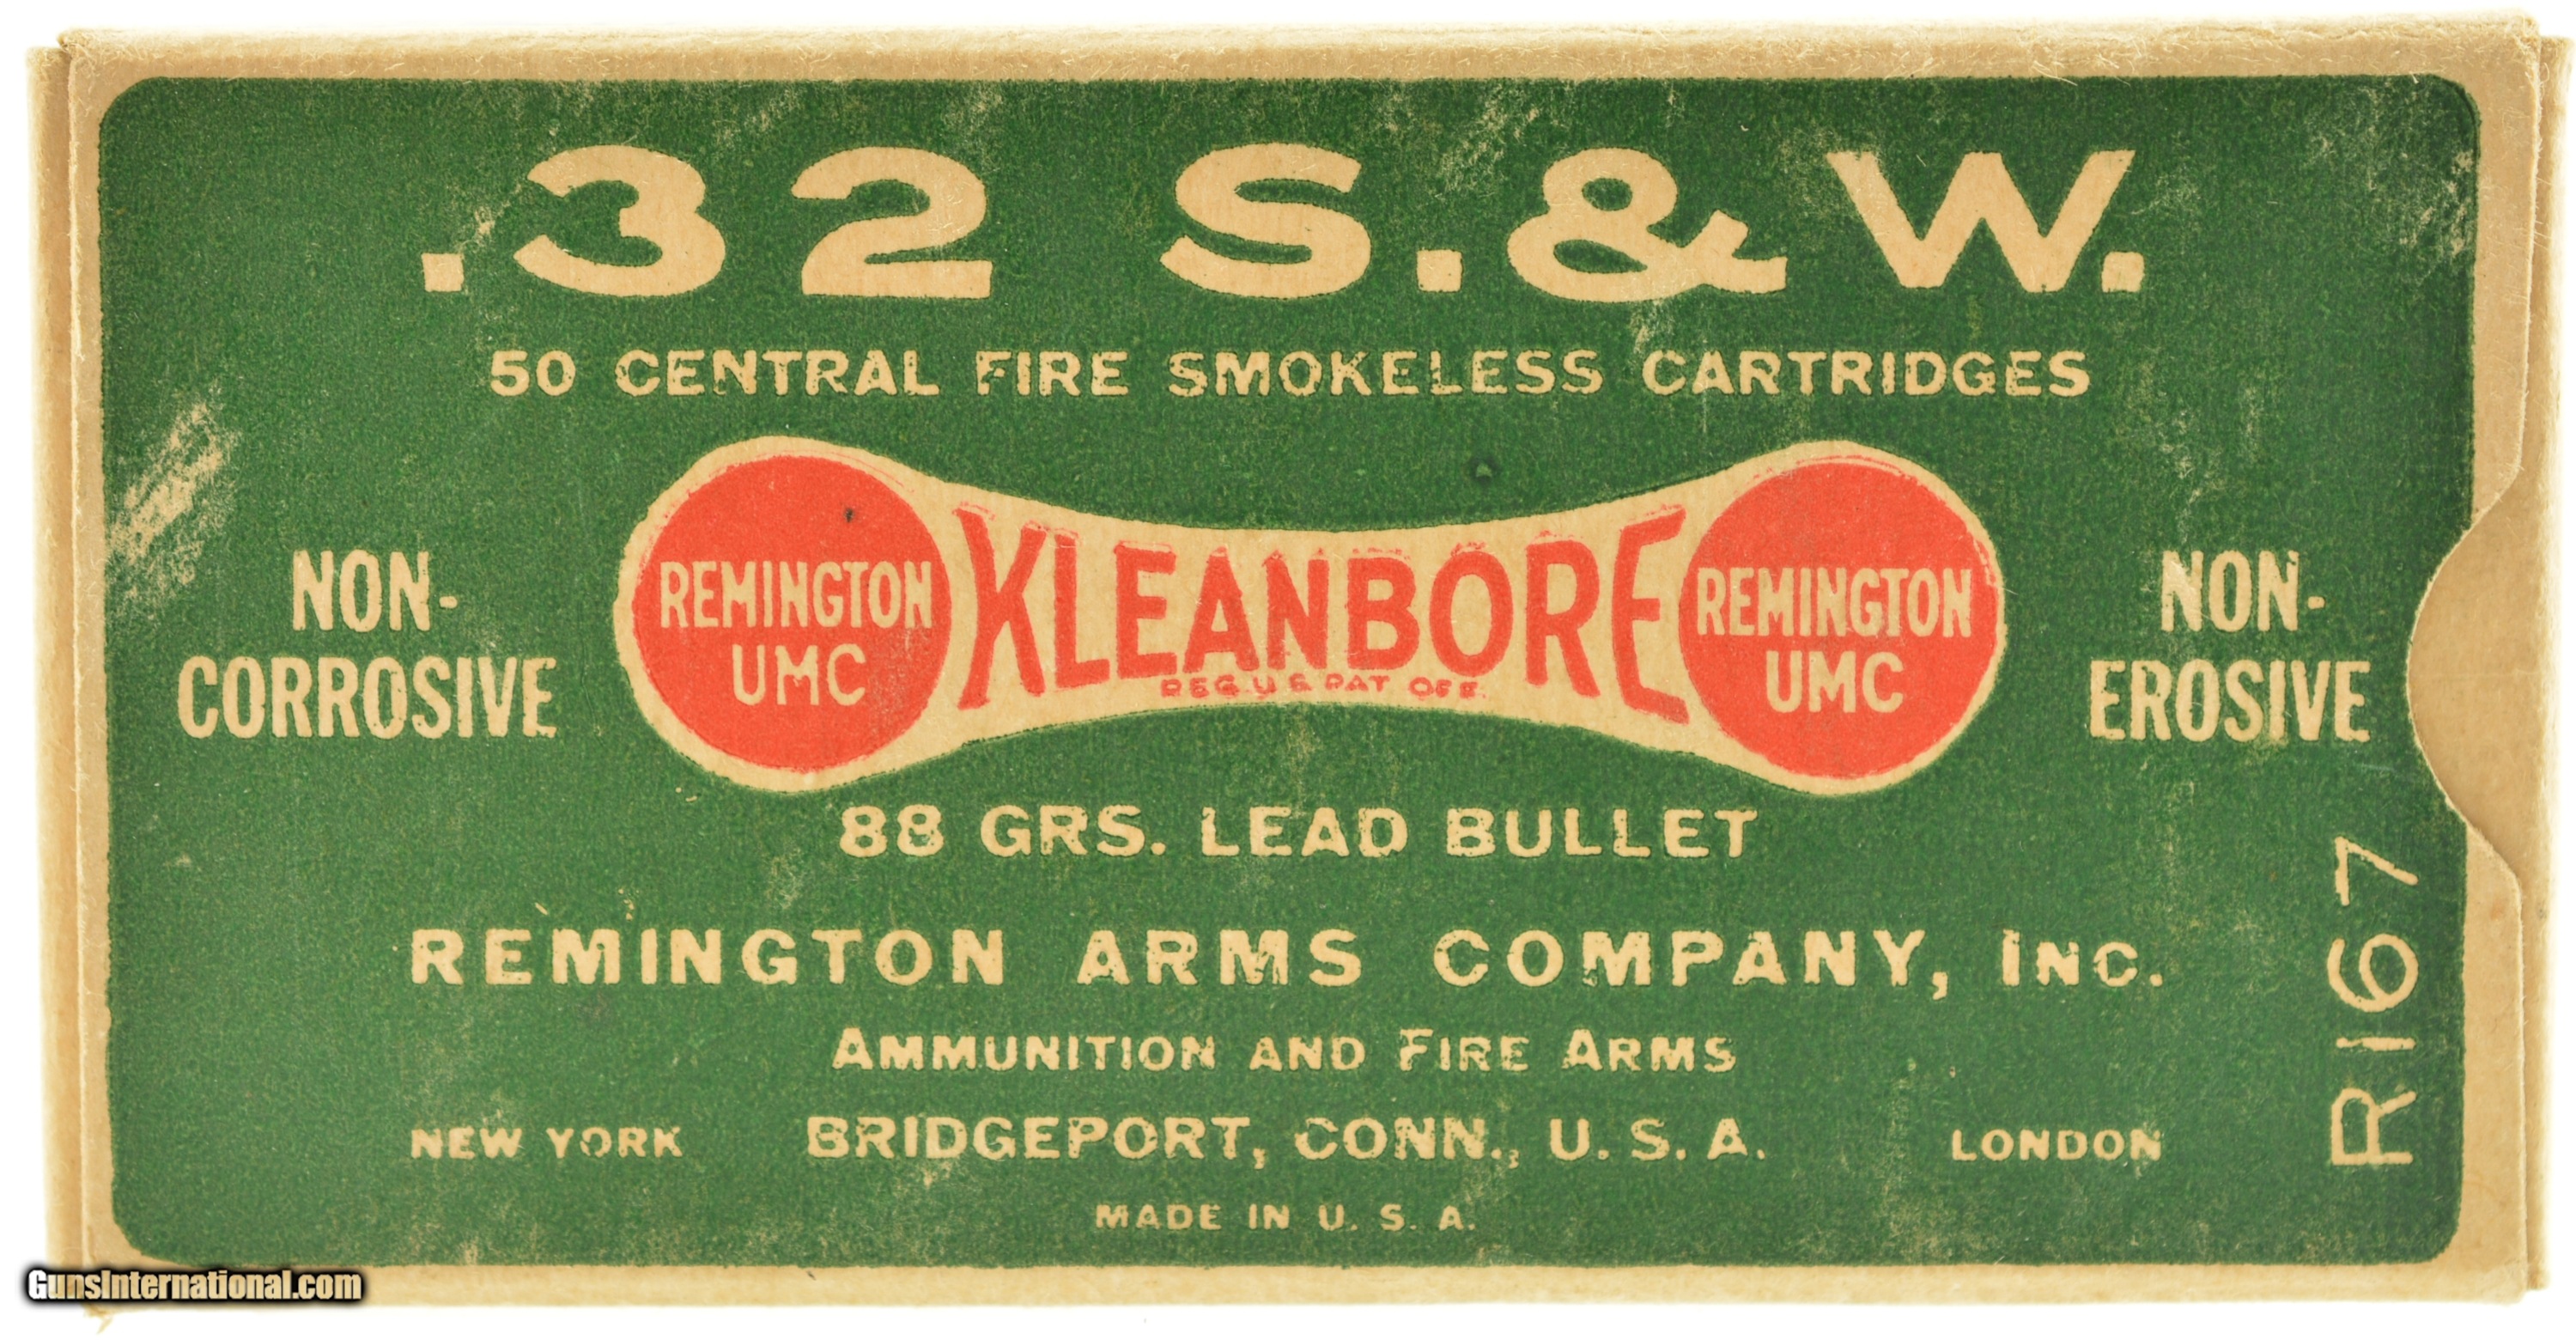 .32 S.&W.
50 CENTRAL FIRE SMOKELESS CARTRIDGES
NON-
CORROSIVE
REMINGTON
UMC
KLEANBORE
REG. U.S. PAT. OFF.
REMINGTON
UMC
NON-
EROSIVE
88 GRS. LEAD BULLET
REMINGTON ARMS COMPANY, INC.
AMMUNITION AND FIRE ARMS
NEW YORK BRIDGEPORT, CONN., U. S. A. LONDON
MADE IN U. S. A.
R167
GunsInternational.com